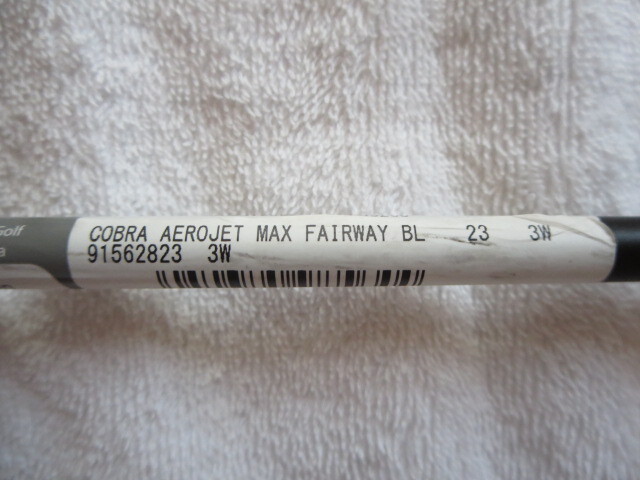 Golf
a
COBRA AEROJET MAX FAIRWAY BL 23 3W
91562823 3W